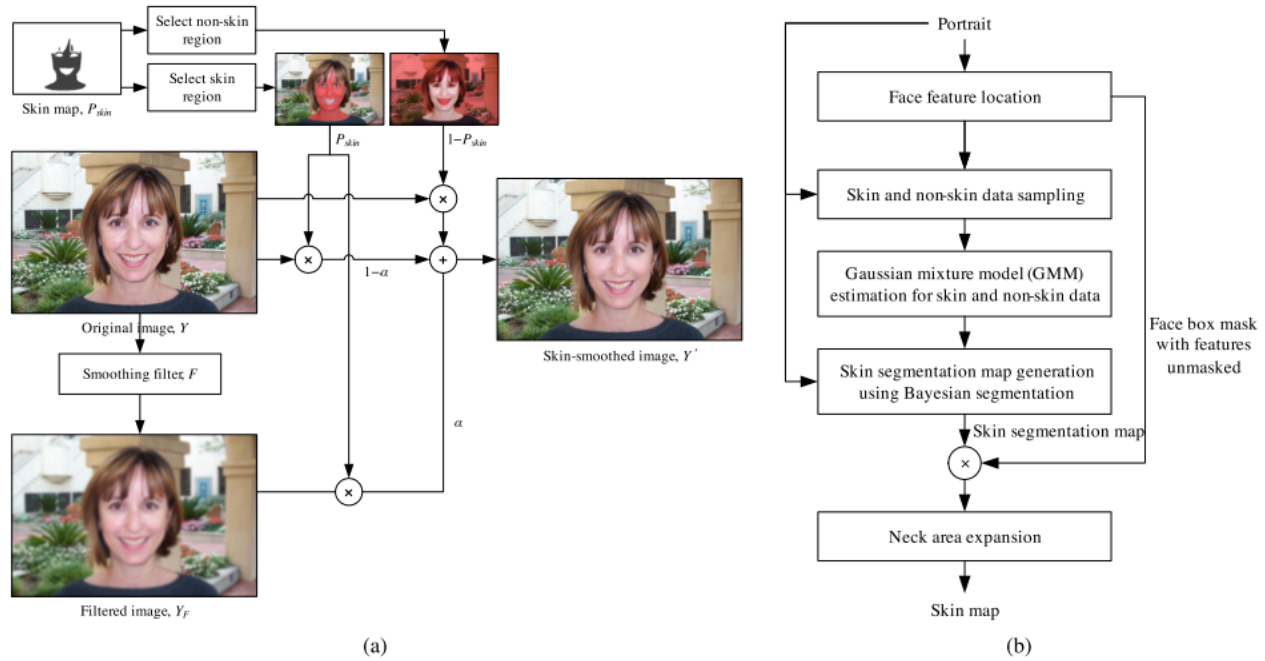 Select non-skin
region
Select skin
region
Skin map, P_skin
P_skin
1−P_skin
1−α
Original image, Y
Smoothing filter, F
Skin-smoothed image, Y'
α
Filtered image, Y_F
(a)
Portrait
Face feature location
Skin and non-skin data sampling
Gaussian mixture model (GMM)
estimation for skin and non-skin data
Face box mask
with features
unmasked
Skin segmentation map generation
using Bayesian segmentation
Skin segmentation map
Neck area expansion
Skin map
(b)